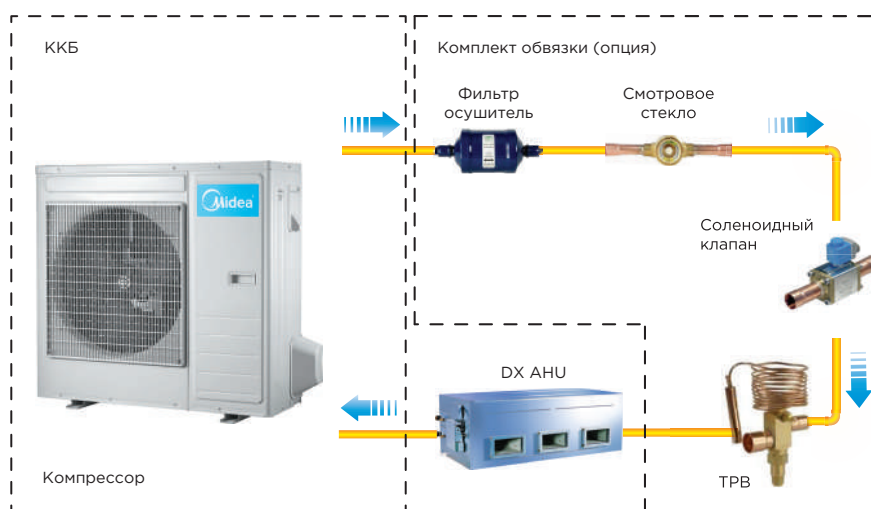 ККБ
Комплект обвязки (опция)
Фильтр
осушитель
Смотровое
стекло
Midea
Соленоидный
клапан
DX AHU
Компрессор
ТРВ